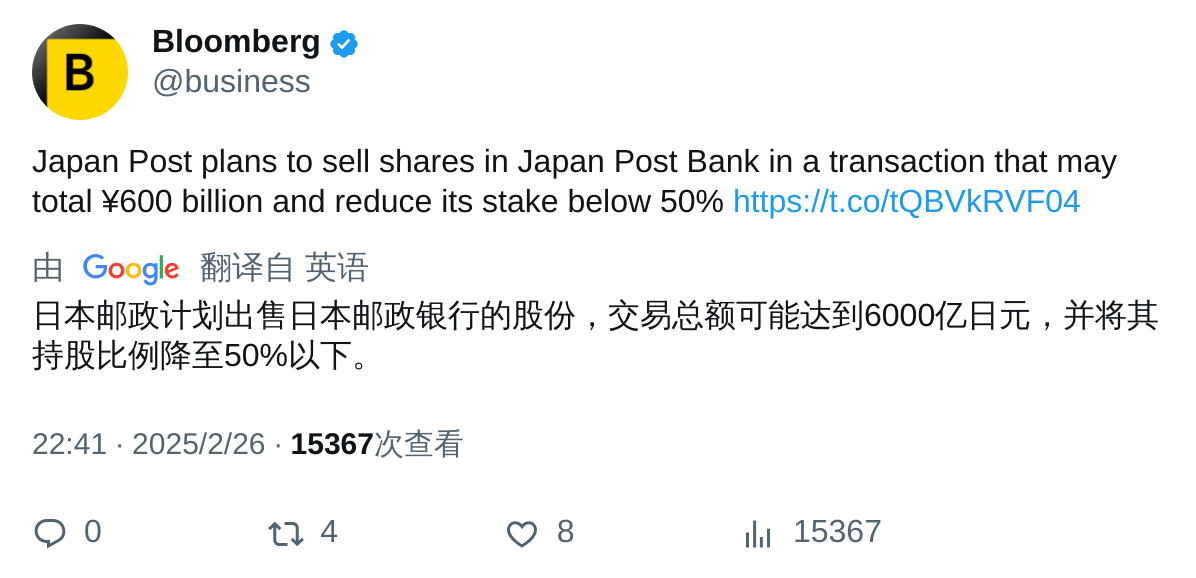 B
Bloomberg
@business
Japan Post plans to sell shares in Japan Post Bank in a transaction that may
total ¥600 billion and reduce its stake below 50% https://t.co/tQBVkRVF04
由 Google 翻译自 英语
日本邮政计划出售日本邮政银行的股份，交易总额可能达到6000亿日元，并将其
持股比例降至50%以下。
22:41 · 2025/2/26 · 15367次查看
0 4 8 15367